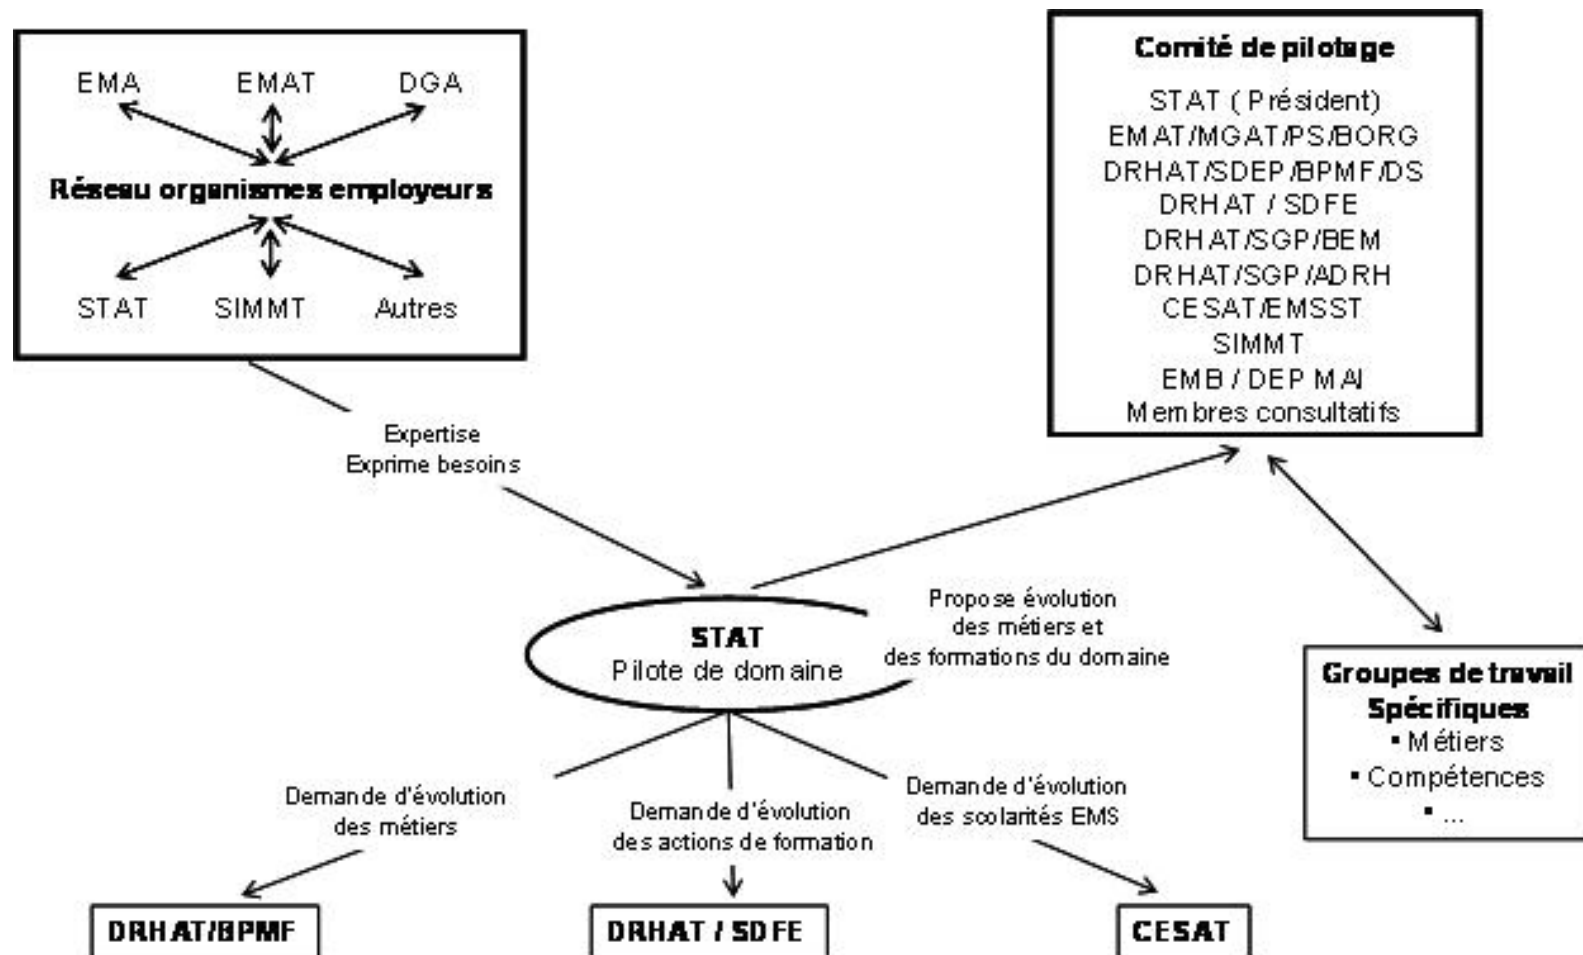 EMA EMAT DGA
Réseau organismes employeurs
STAT SIMMT Autres
Comité de pilotage
STAT ( Président)
EMAT/MGAT/PS/BORG
DRHAT/SDEP/BPMF/DS
DRHAT / SDFE
DRHAT/SGP/BEM
DRHAT/SGP/ADRH
CESAT/EMSST
SIMMT
EMB / DEP MAI
Membres consultatifs
Expertise
Exprime besoins
STAT
Pilote de domaine
Propose évolution
des métiers et
des formations du domaine
Groupes de travail
Spécifiques
▪ Métiers
▪ Compétences
▪ ...
Demande d'évolution
des métiers
Demande d'évolution
des actions de formation
Demande d'évolution
des scolarités EMS
DRHAT/BPMF
DRHAT / SDFE
CESAT